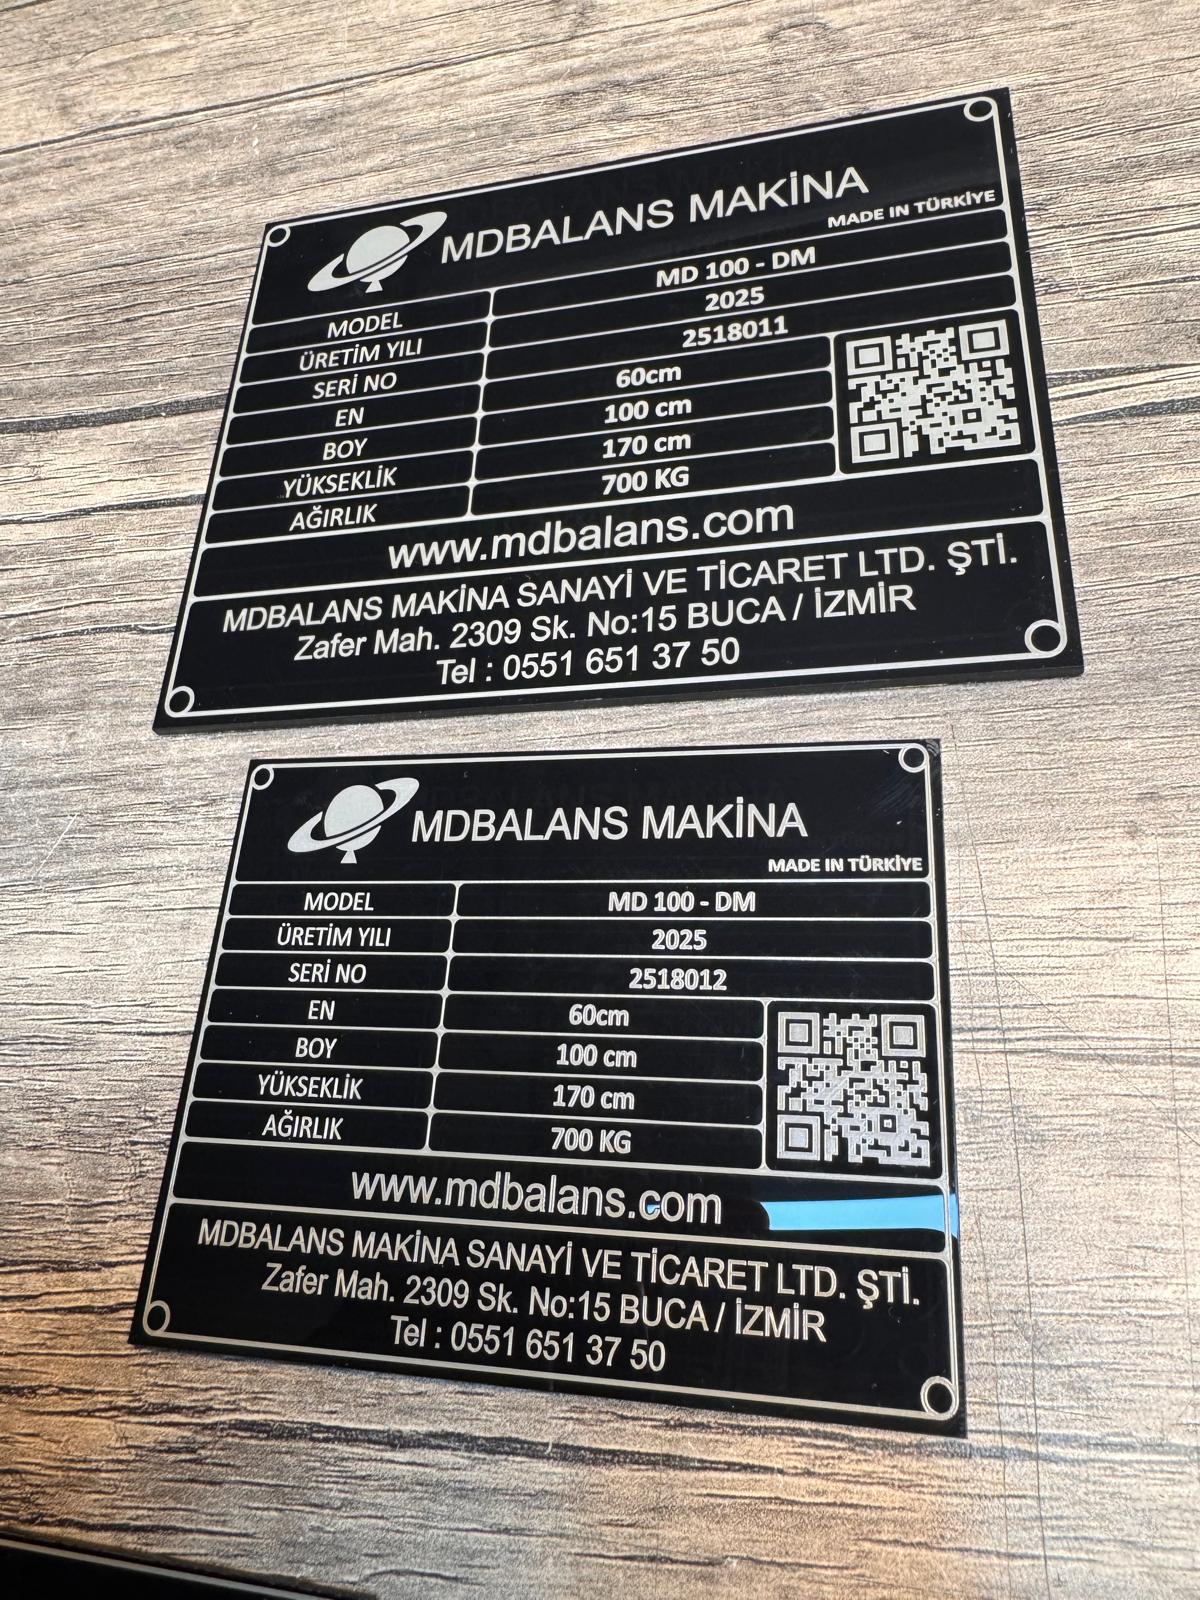 MDBALANS MAKİNA
MADE IN TÜRKİYE
MODEL MD 100 - DM
ÜRETİM YILI 2025
SERİ NO 2518011
EN 60cm
BOY 100 cm
YÜKSEKLİK 170 cm
AĞIRLIK 700 KG
www.mdbalans.com
MDBALANS MAKİNA SANAYİ VE TİCARET LTD. ŞTİ.
Zafer Mah. 2309 Sk. No:15 BUCA / İZMİR
Tel : 0551 651 37 50
MDBALANS MAKİNA
MADE IN TÜRKİYE
MODEL MD 100 - DM
ÜRETİM YILI 2025
SERİ NO 2518012
EN 60cm
BOY 100 cm
YÜKSEKLİK 170 cm
AĞIRLIK 700 KG
www.mdbalans.com
MDBALANS MAKİNA SANAYİ VE TİCARET LTD. ŞTİ.
Zafer Mah. 2309 Sk. No:15 BUCA / İZMİR
Tel : 0551 651 37 50